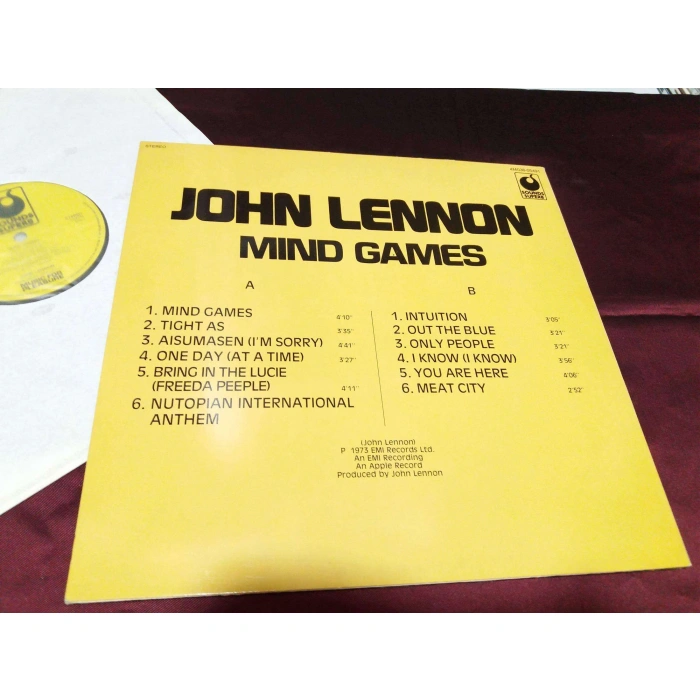 STEREO
SOUNDS
SUPERB
JOHN LENNON
MIND GAMES
A
1. MIND GAMES 4'10"
2. TIGHT AS 3'35"
3. AISUMASEN (I'M SORRY) 4'41"
4. ONE DAY (AT A TIME) 3'27"
5. BRING IN THE LUCIE
(FREEDA PEEPLE) 4'11"
6. NUTOPIAN INTERNATIONAL
ANTHEM
B
1. INTUITION 3'05"
2. OUT THE BLUE 3'21"
3. ONLY PEOPLE 3'21"
4. I KNOW (I KNOW) 3'56"
5. YOU ARE HERE 4'06"
6. MEAT CITY 2'52"
(John Lennon)
P 1973 EMI Records Ltd.
An EMI Recording
An Apple Record
Produced by John Lennon
SOUNDS
SUPERB